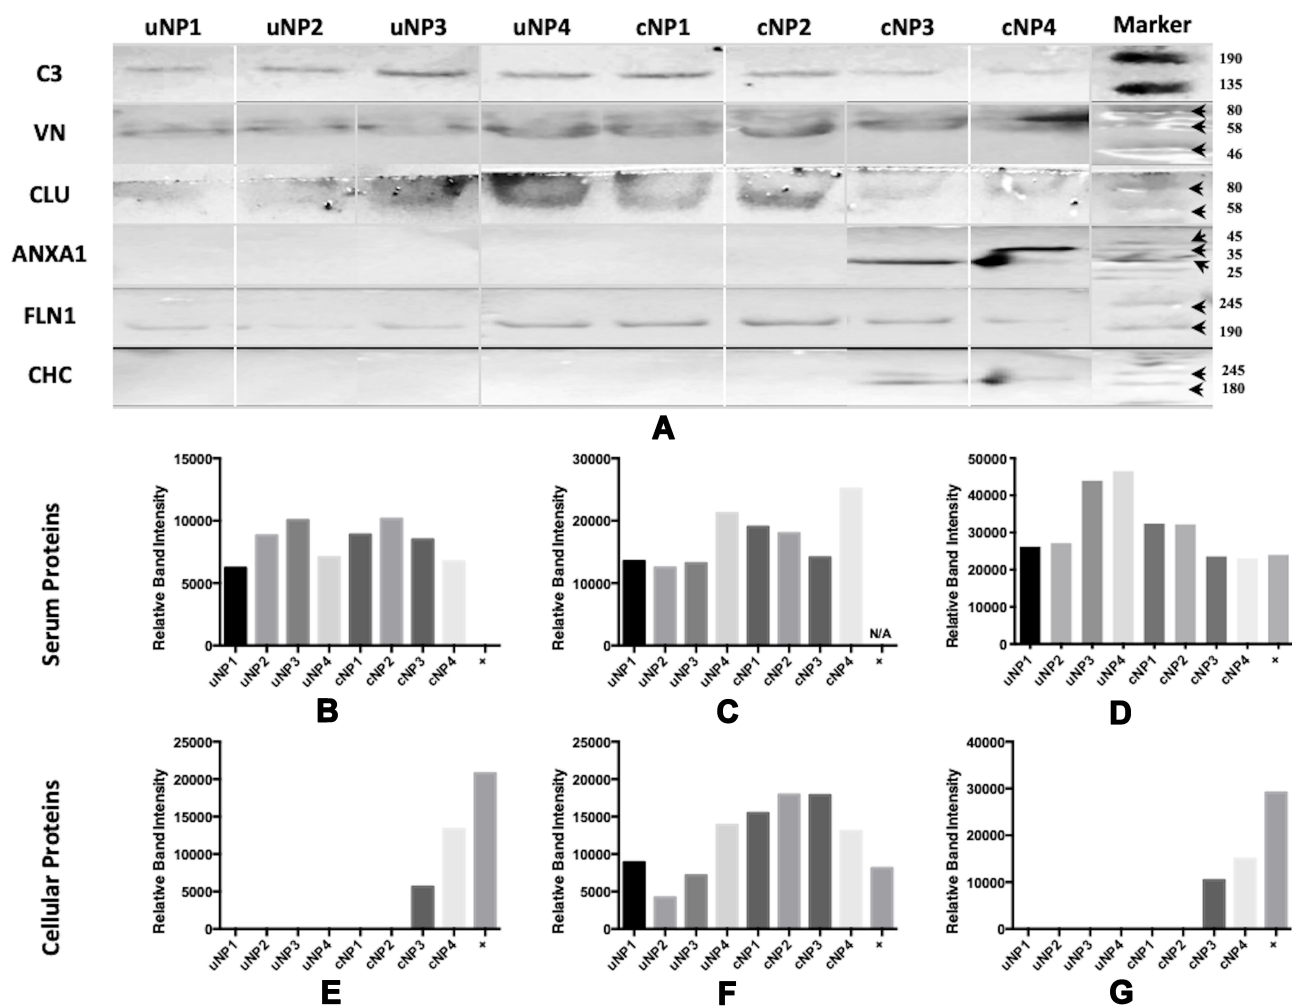 uNP1 uNP2 uNP3 uNP4 cNP1 cNP2 cNP3 cNP4 Marker
C3 190
135
VN 80
58
46
CLU 80
58
ANXA1 45
35
25
FLN1 245
190
CHC 245
180
A
Serum Proteins
Relative Band Intensity
15000
10000
5000
0
uNP1 uNP2 uNP3 uNP4 cNP1 cNP2 cNP3 cNP4 +
B
Relative Band Intensity
30000
20000
10000
0
N/A
uNP1 uNP2 uNP3 uNP4 cNP1 cNP2 cNP3 cNP4 +
C
Relative Band Intensity
50000
40000
30000
20000
10000
0
uNP1 uNP2 uNP3 uNP4 cNP1 cNP2 cNP3 cNP4 +
D
Cellular Proteins
Relative Band Intensity
25000
20000
15000
10000
5000
0
uNP1 uNP2 uNP3 uNP4 cNP1 cNP2 cNP3 cNP4 +
E
Relative Band Intensity
25000
20000
15000
10000
5000
0
uNP1 uNP2 uNP3 uNP4 cNP1 cNP2 cNP3 cNP4 +
F
Relative Band Intensity
40000
30000
20000
10000
0
uNP1 uNP2 uNP3 uNP4 cNP1 cNP2 cNP3 cNP4 +
G